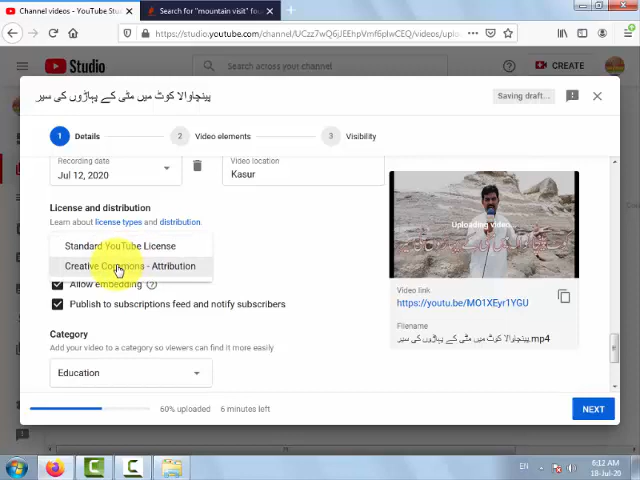 Channel videos - YouTube Stu
Search for "mountain visit" fou
https://studio.youtube.com/channel/UCzz7wQ6JEEhpVmf6plwCEQ/videos/uplo
Studio
Search across your channel
CREATE
پینچاوالا کوٹ میں مٹی کے پہاڑوں کی سیر
Saving draft...
1 Details
2 Video elements
3 Visibility
Recording date
Jul 12, 2020
Video location
Kasur
License and distribution
Learn about license types and distribution.
Standard YouTube License
Creative Commons - Attribution
Allow embedding
Publish to subscriptions feed and notify subscribers
Category
Add your video to a category so viewers can find it more easily
Education
Uploading video...
Video link
https://youtu.be/MO1XEyr1YGU
Filename
پینچاوالا کوٹ میں مٹی کے پہاڑوں کی سیر.mp4
60% uploaded
6 minutes left
NEXT
EN
6:12 AM
18-Jul-20